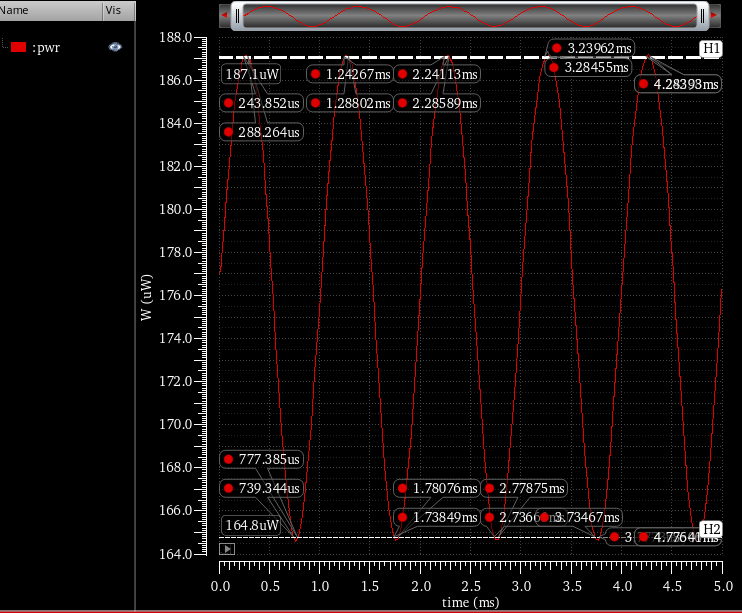 Name Vis
:pwr
188.0
186.0
184.0
182.0
180.0
178.0
176.0
174.0
172.0
170.0
168.0
166.0
164.0
W (uW)
H1
187.1uW
243.852us
288.264us
1.24267ms
1.28802ms
2.24113ms
2.28589ms
3.23962ms
3.28455ms
4.28393ms
777.385us
739.344us
164.8uW
1.78076ms
1.73849ms
2.77875ms
3.73467ms
H2
0.0 0.5 1.0 1.5 2.0 2.5 3.0 3.5 4.0 4.5 5.0
time (ms)